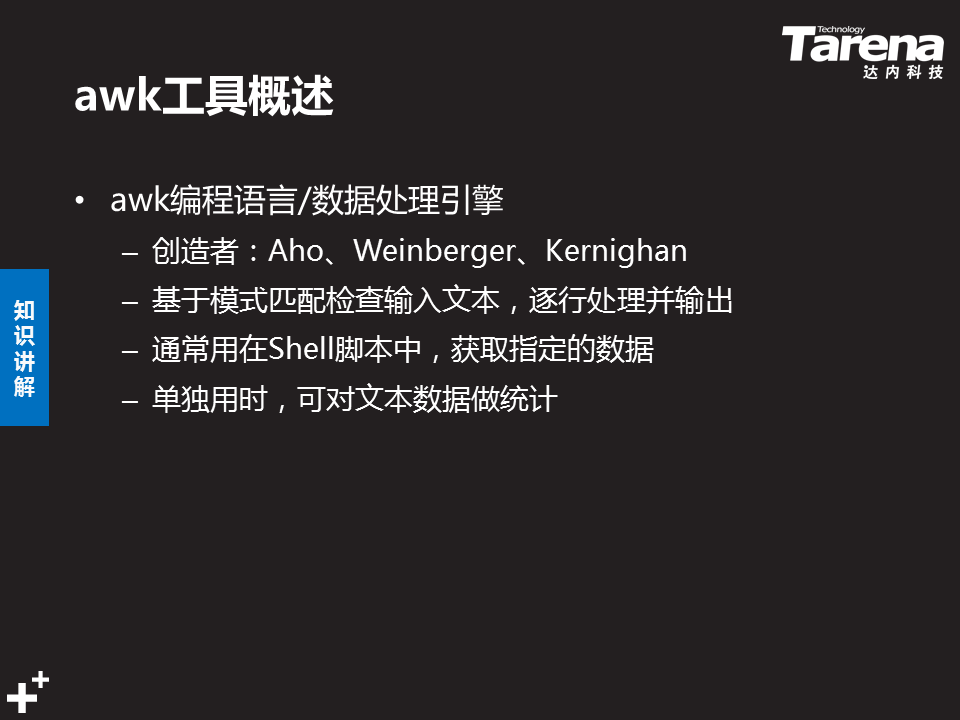 Technology
Tarena
达内科技
awk工具概述
• awk编程语言/数据处理引擎
– 创造者：Aho、Weinberger、Kernighan
– 基于模式匹配检查输入文本，逐行处理并输出
– 通常用在Shell脚本中，获取指定的数据
– 单独用时，可对文本数据做统计
知
识
讲
解